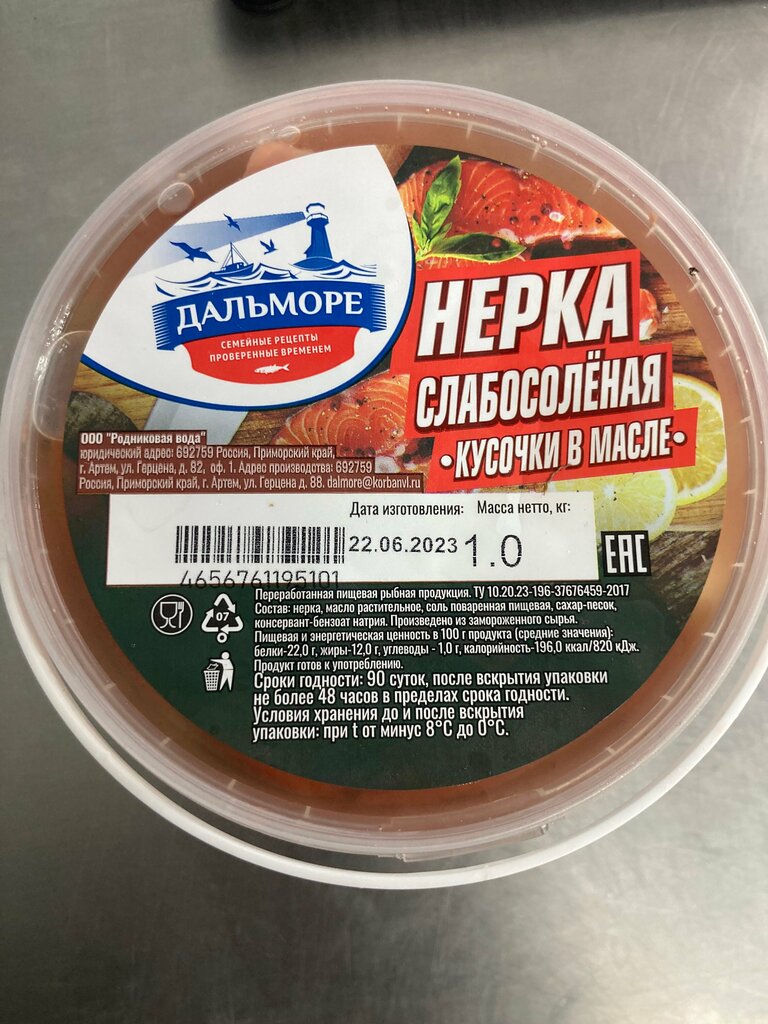 ДАЛЬМОРЕ
СЕМЕЙНЫЕ РЕЦЕПТЫ
ПРОВЕРЕННЫЕ ВРЕМЕНЕМ
НЕРКА
СЛАБОСОЛЁНАЯ
•КУСОЧКИ В МАСЛЕ•
ООО "Родниковая вода"
юридический адрес: 692759 Россия, Приморский край,
г. Артем, ул. Герцена, д. 82, оф. 1. Адрес производства: 692759
Россия, Приморский край, г. Артем, ул. Герцена д. 88. dalmore@korbanvl.ru
Дата изготовления: Масса нетто, кг:
22.06.2023 1.0
4656761195101
EAC
07
Переработанная пищевая рыбная продукция. ТУ 10.20.23-196-37676459-2017
Состав: нерка, масло растительное, соль поваренная пищевая, сахар-песок,
консервант-бензоат натрия. Произведено из замороженного сырья.
Пищевая и энергетическая ценность в 100 г продукта (средние значения):
белки-22,0 г, жиры-12,0 г, углеводы - 1,0 г, калорийность-196,0 ккал/820 кДж.
Продукт готов к употреблению.
Сроки годности: 90 суток, после вскрытия упаковки
не более 48 часов в пределах срока годности.
Условия хранения до и после вскрытия
упаковки: при t от минус 8°С до 0°С.